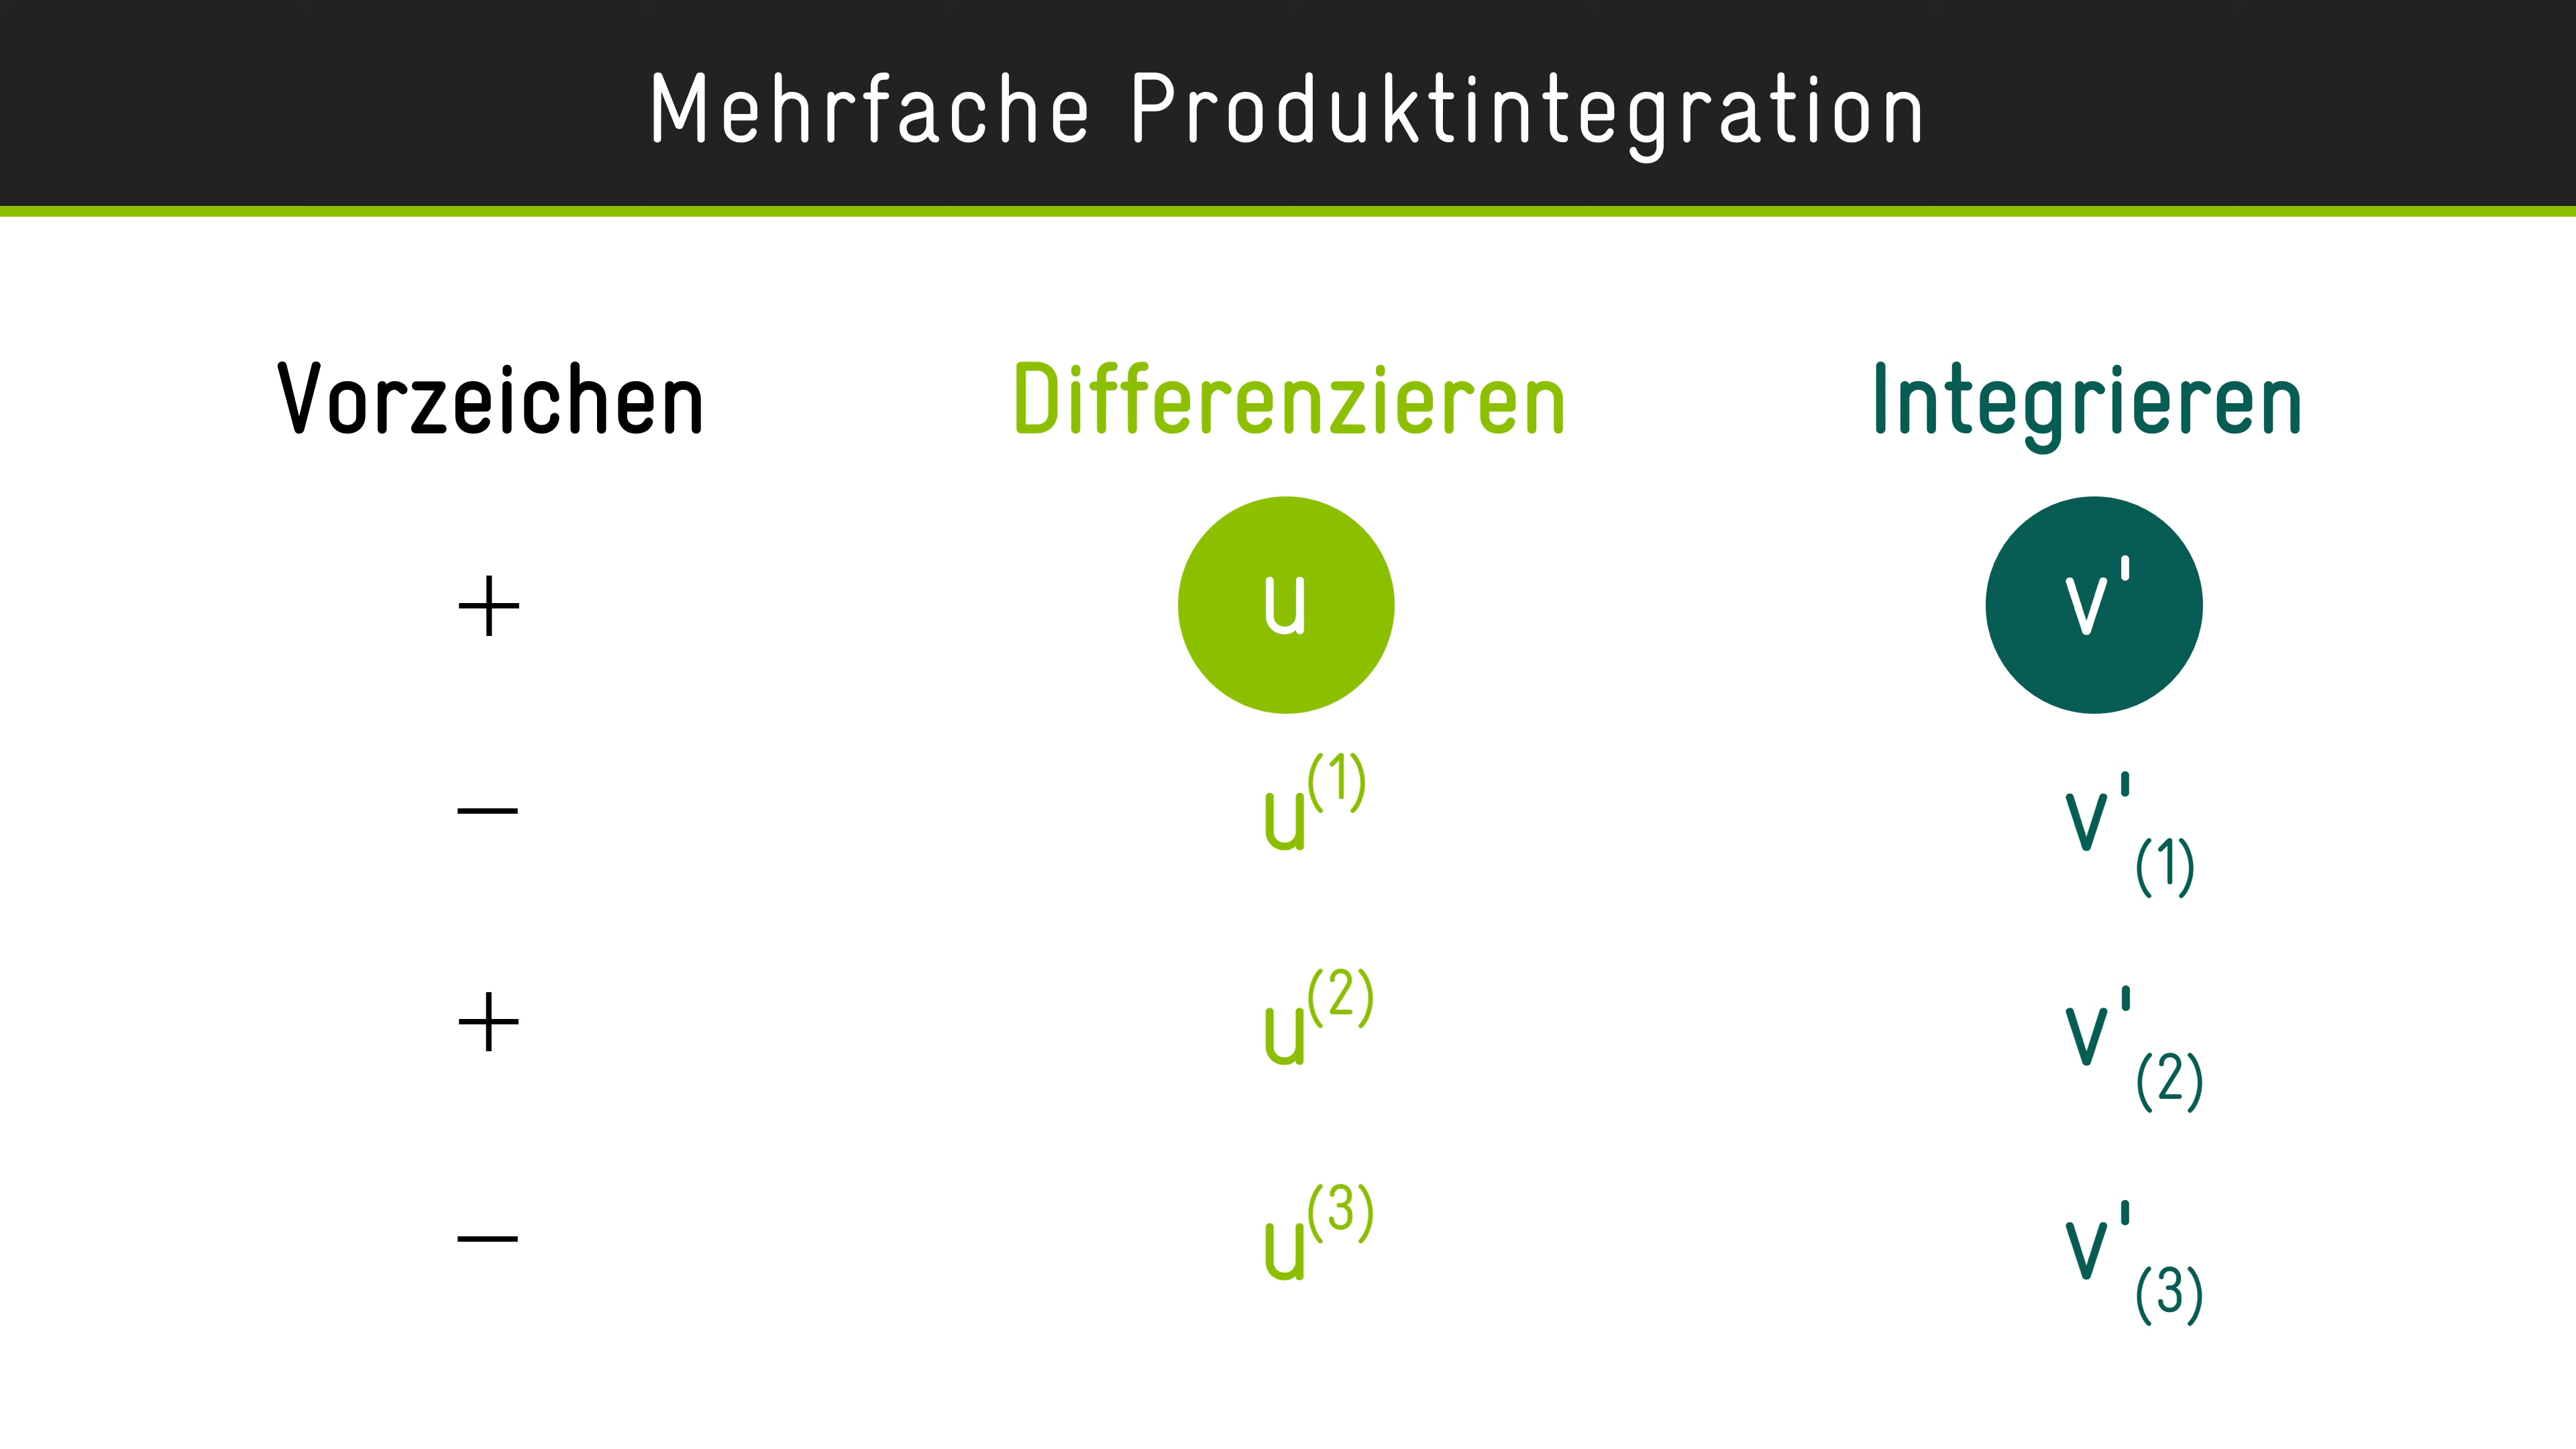 Mehrfache Produktintegration
Vorzeichen Differenzieren Integrieren
+ u v'
− u⁽¹⁾ v'₍₁₎
+ u⁽²⁾ v'₍₂₎
− u⁽³⁾ v'₍₃₎